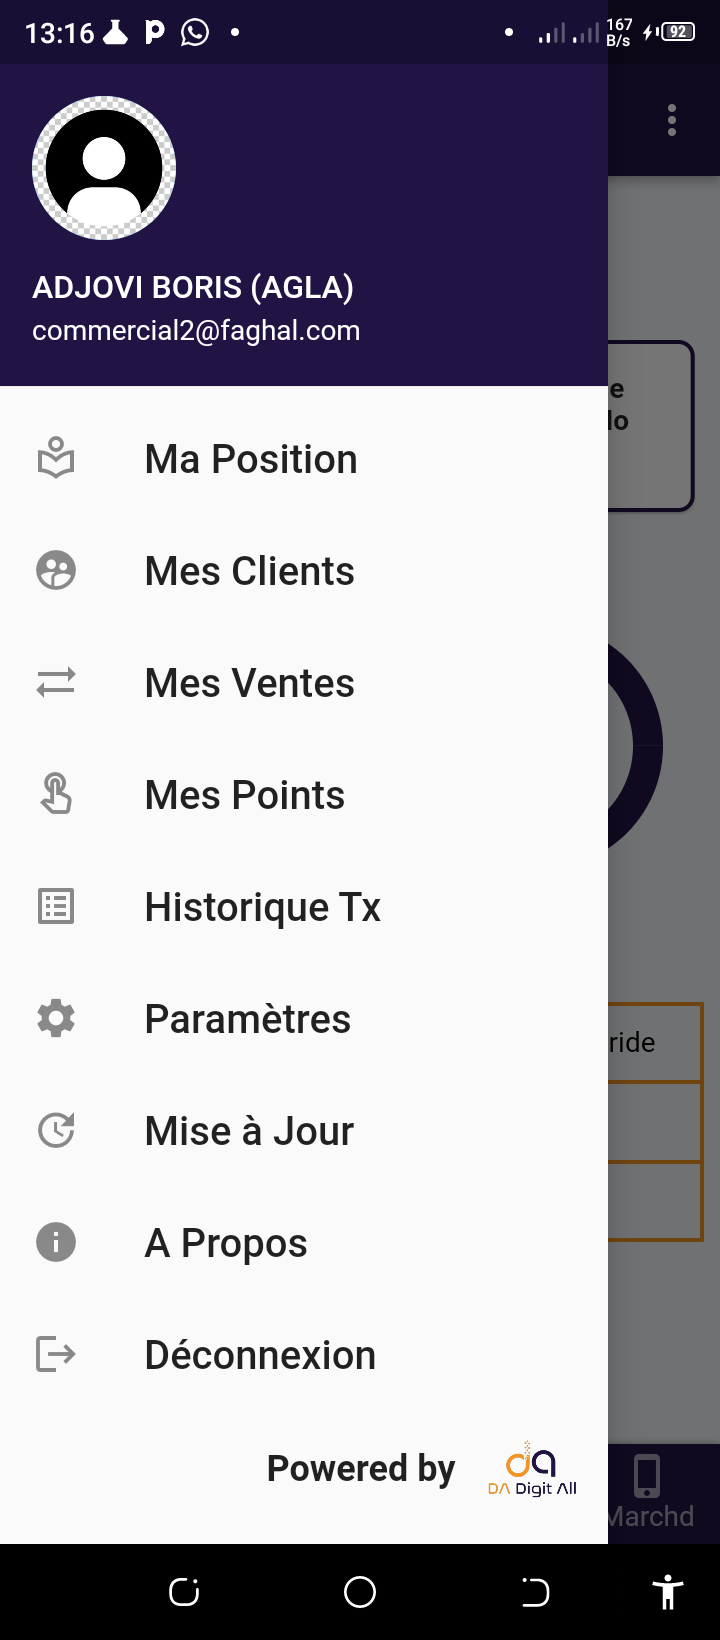 13:16
167
B/s
92
ADJOVI BORIS (AGLA)
commercial2@faghal.com
Ma Position
Mes Clients
Mes Ventes
Mes Points
Historique Tx
Paramètres
Mise à Jour
A Propos
Déconnexion
Powered by
DA Digit All
Marchd